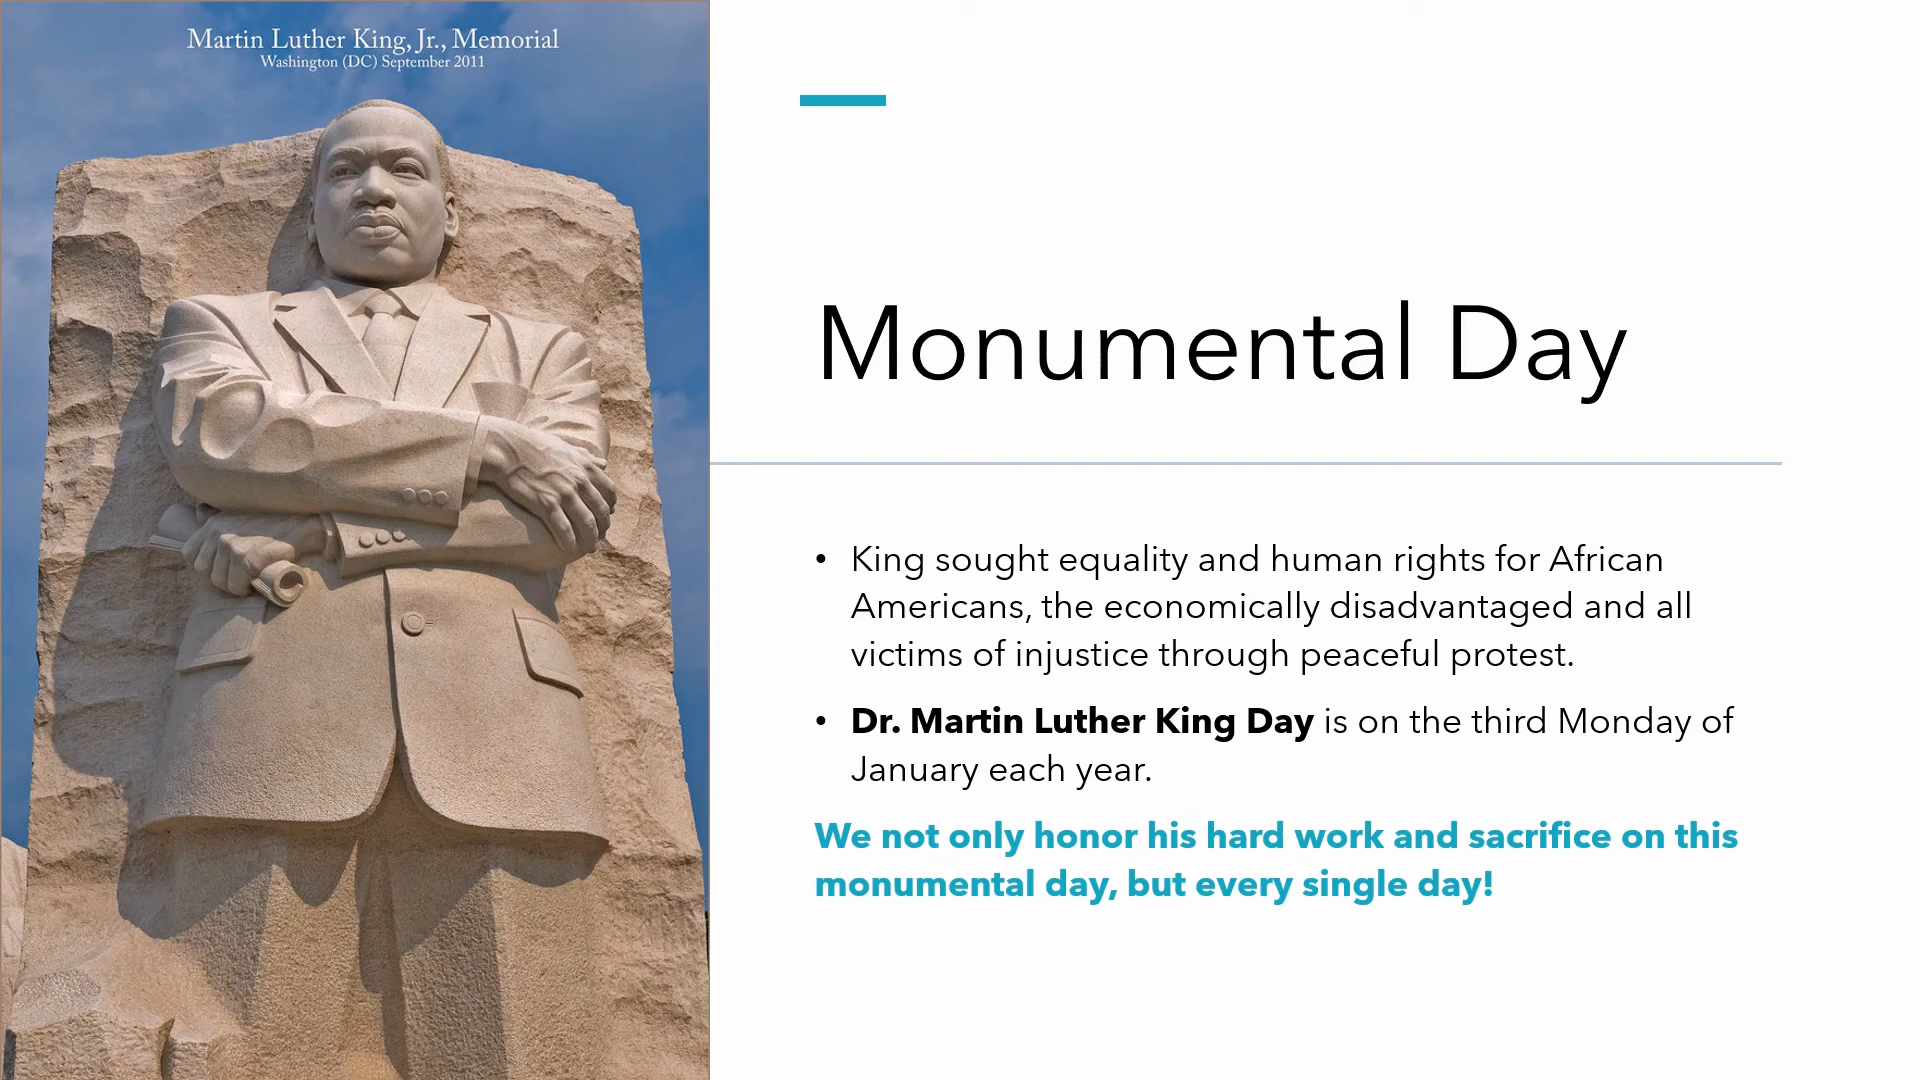 Martin Luther King, Jr., Memorial
Washington (DC) September 2011
Monumental Day
• King sought equality and human rights for African
Americans, the economically disadvantaged and all
victims of injustice through peaceful protest.
• Dr. Martin Luther King Day is on the third Monday of
January each year.
We not only honor his hard work and sacrifice on this
monumental day, but every single day!